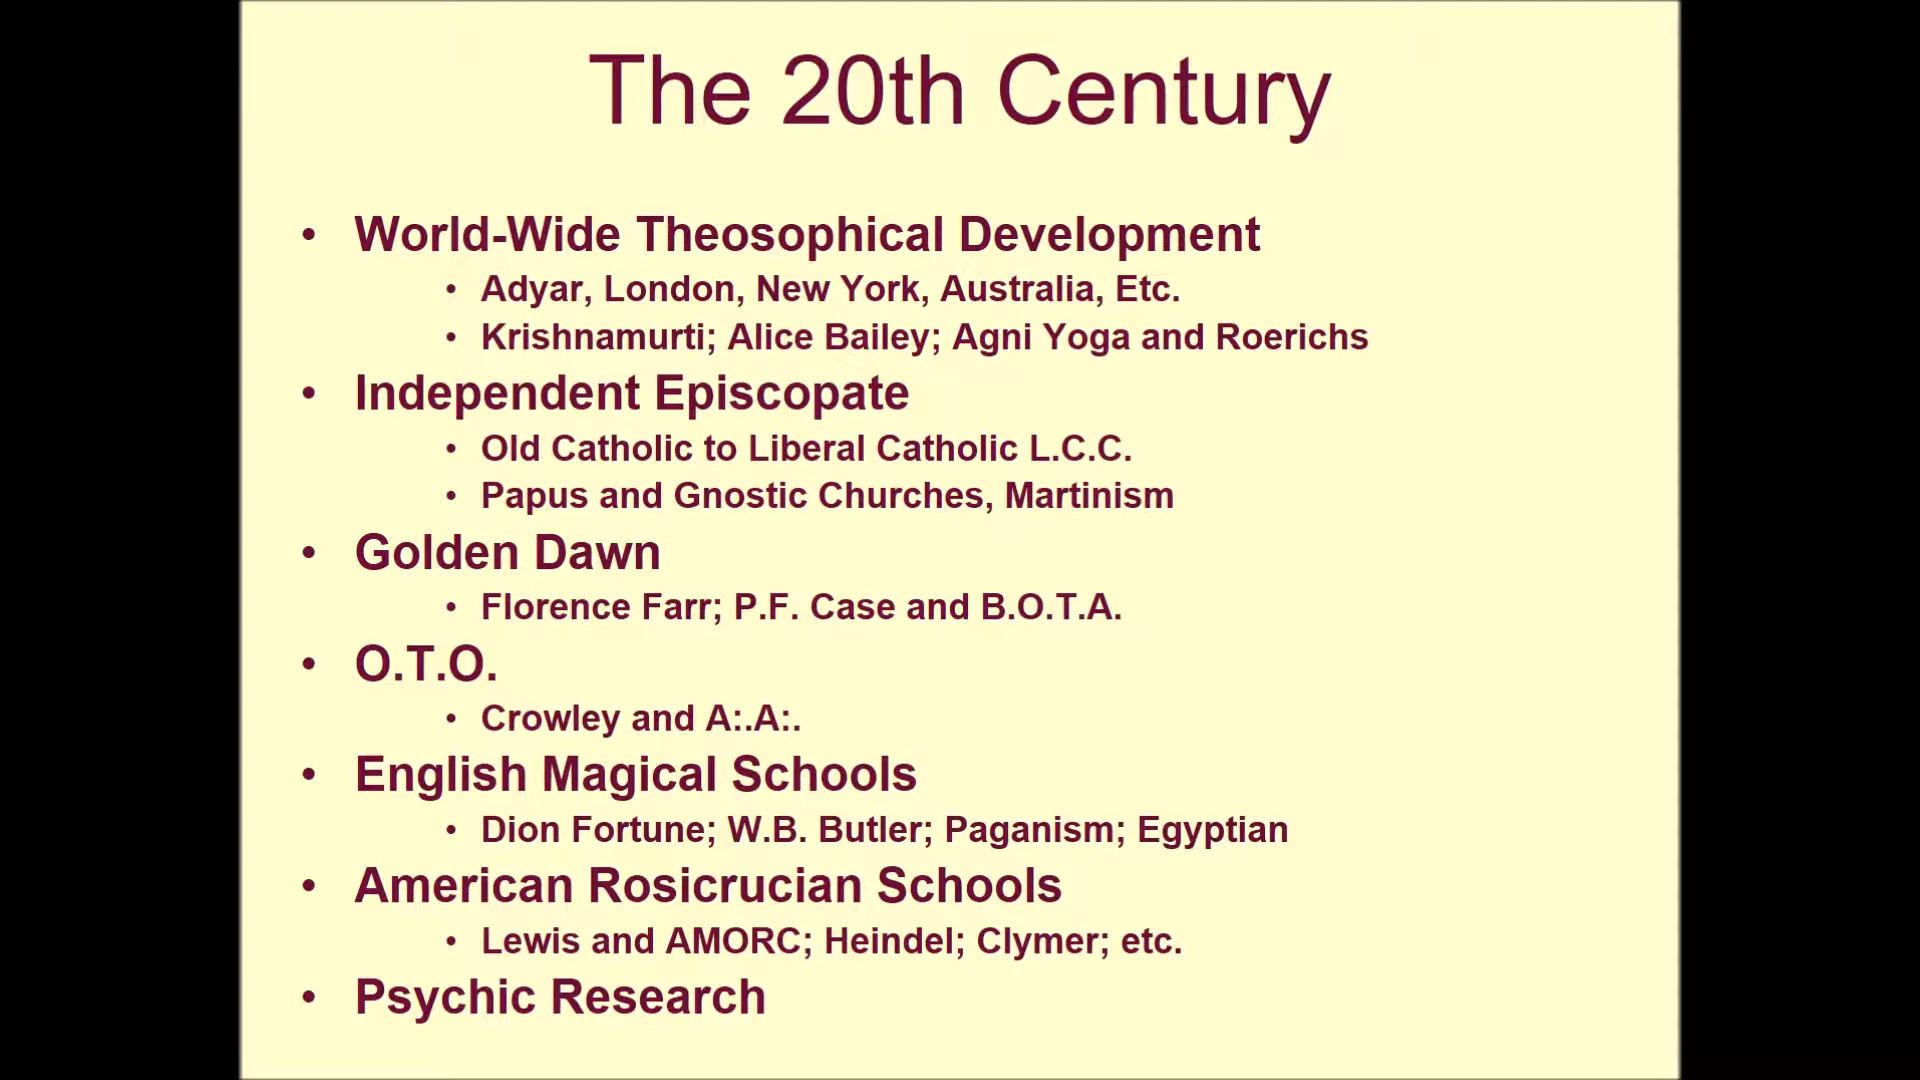 The 20th Century
• World-Wide Theosophical Development
• Adyar, London, New York, Australia, Etc.
• Krishnamurti; Alice Bailey; Agni Yoga and Roerichs
• Independent Episcopate
• Old Catholic to Liberal Catholic L.C.C.
• Papus and Gnostic Churches, Martinism
• Golden Dawn
• Florence Farr; P.F. Case and B.O.T.A.
• O.T.O.
• Crowley and A:.A:.
• English Magical Schools
• Dion Fortune; W.B. Butler; Paganism; Egyptian
• American Rosicrucian Schools
• Lewis and AMORC; Heindel; Clymer; etc.
• Psychic Research